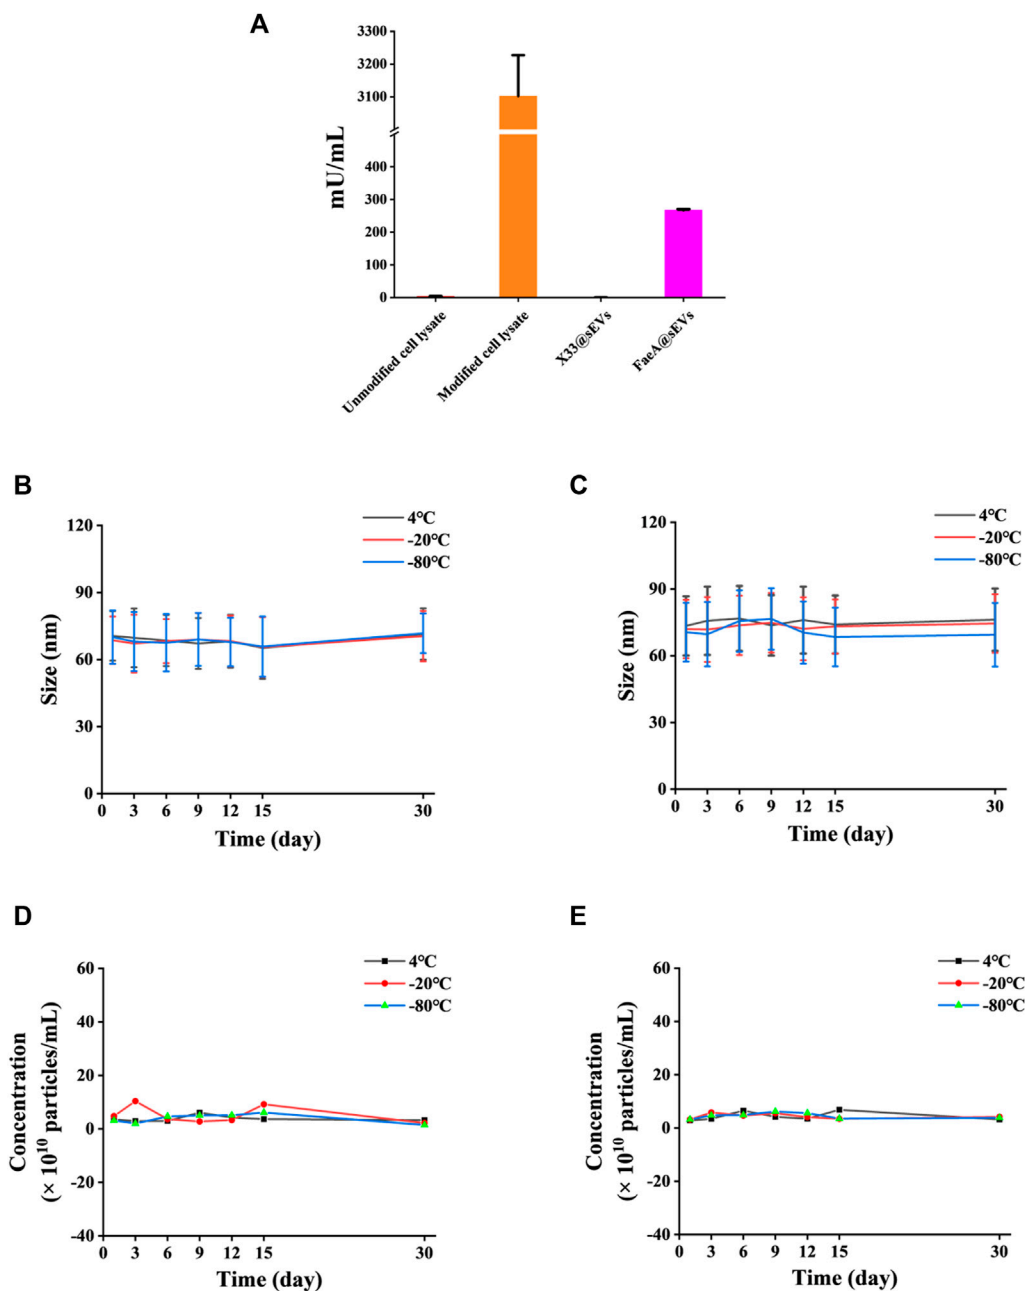 A
mU/mL
3300
3200
3100
400
300
200
100
0
Unmodified cell lysate
Modified cell lysate
X33@sEVs
FaeA@sEVs
B
4℃
-20℃
-80℃
Size (nm)
120
90
60
30
0
0 3 6 9 12 15 30
Time (day)
C
4℃
-20℃
-80℃
Size (nm)
120
90
60
30
0
0 3 6 9 12 15 30
Time (day)
D
4℃
-20℃
-80℃
Concentration
(× 10¹⁰ particles/mL)
60
40
20
0
-20
-40
0 3 6 9 12 15 30
Time (day)
E
4℃
-20℃
-80℃
Concentration
(× 10¹⁰ particles/mL)
60
40
20
0
-20
-40
0 3 6 9 12 15 30
Time (day)